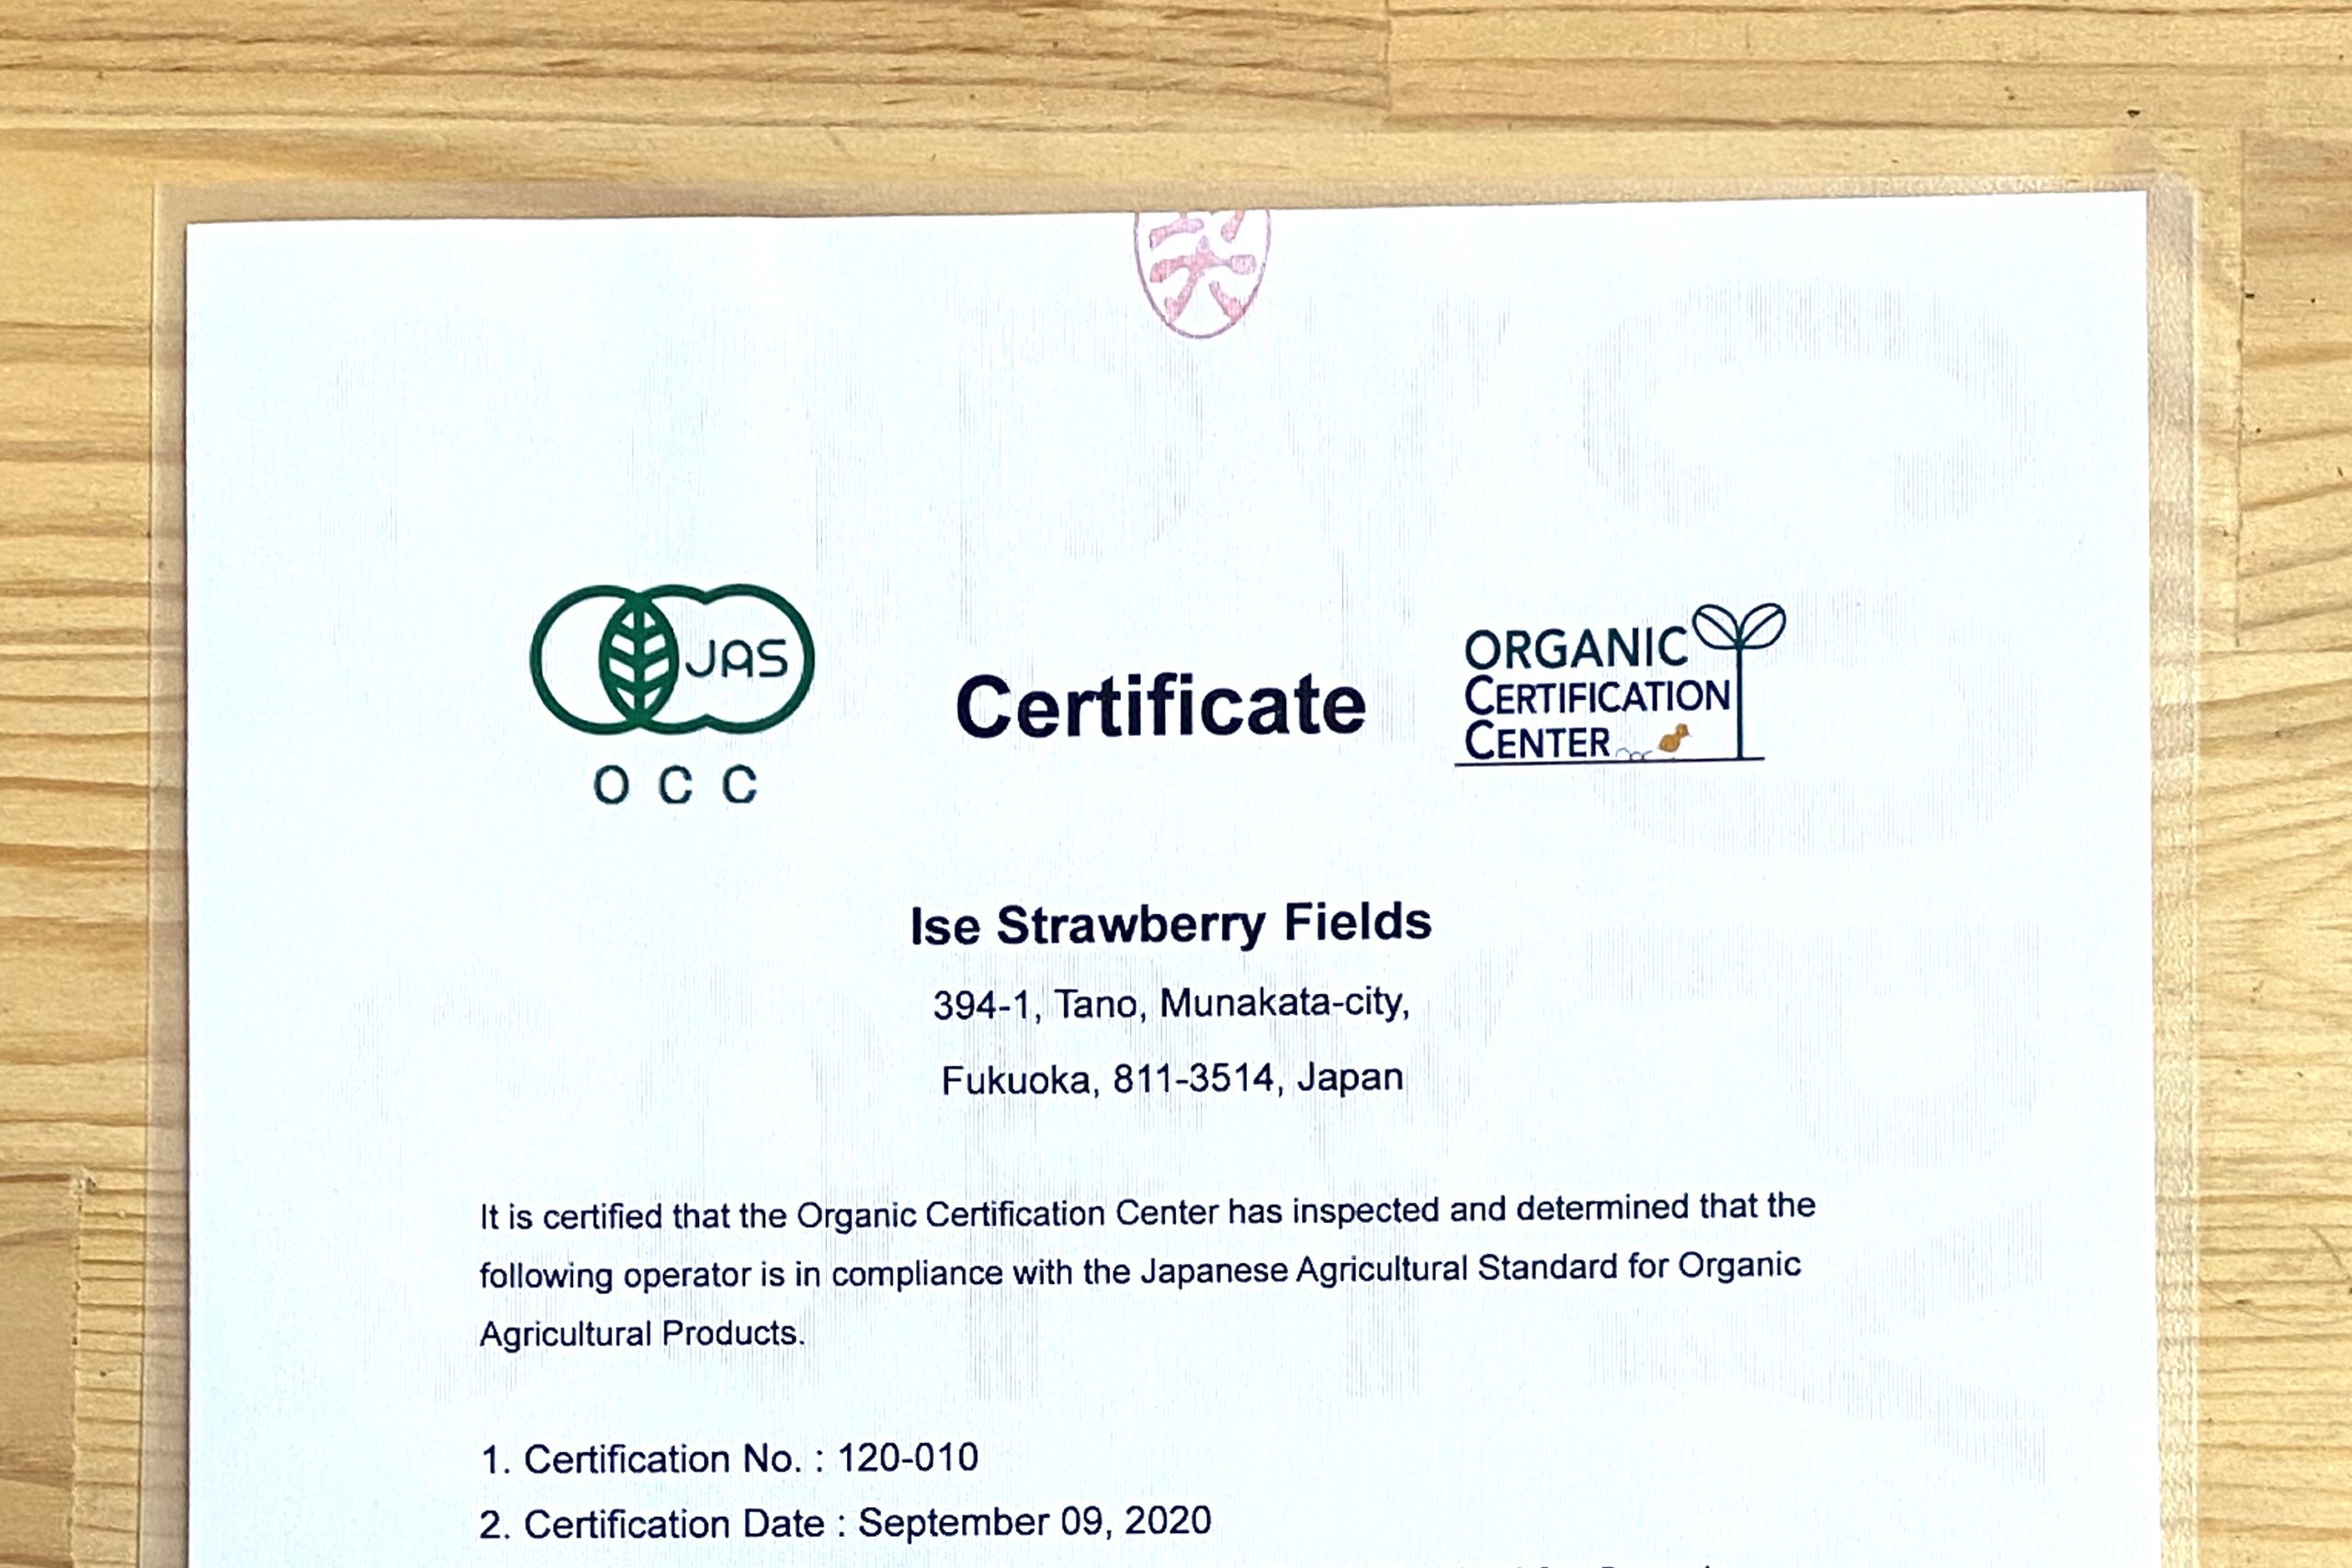 JAS
O C C
Certificate
ORGANIC
CERTIFICATION
CENTER
Ise Strawberry Fields
394-1, Tano, Munakata-city,
Fukuoka, 811-3514, Japan
It is certified that the Organic Certification Center has inspected and determined that the
following operator is in compliance with the Japanese Agricultural Standard for Organic
Agricultural Products.
1. Certification No. : 120-010
2. Certification Date : September 09, 2020